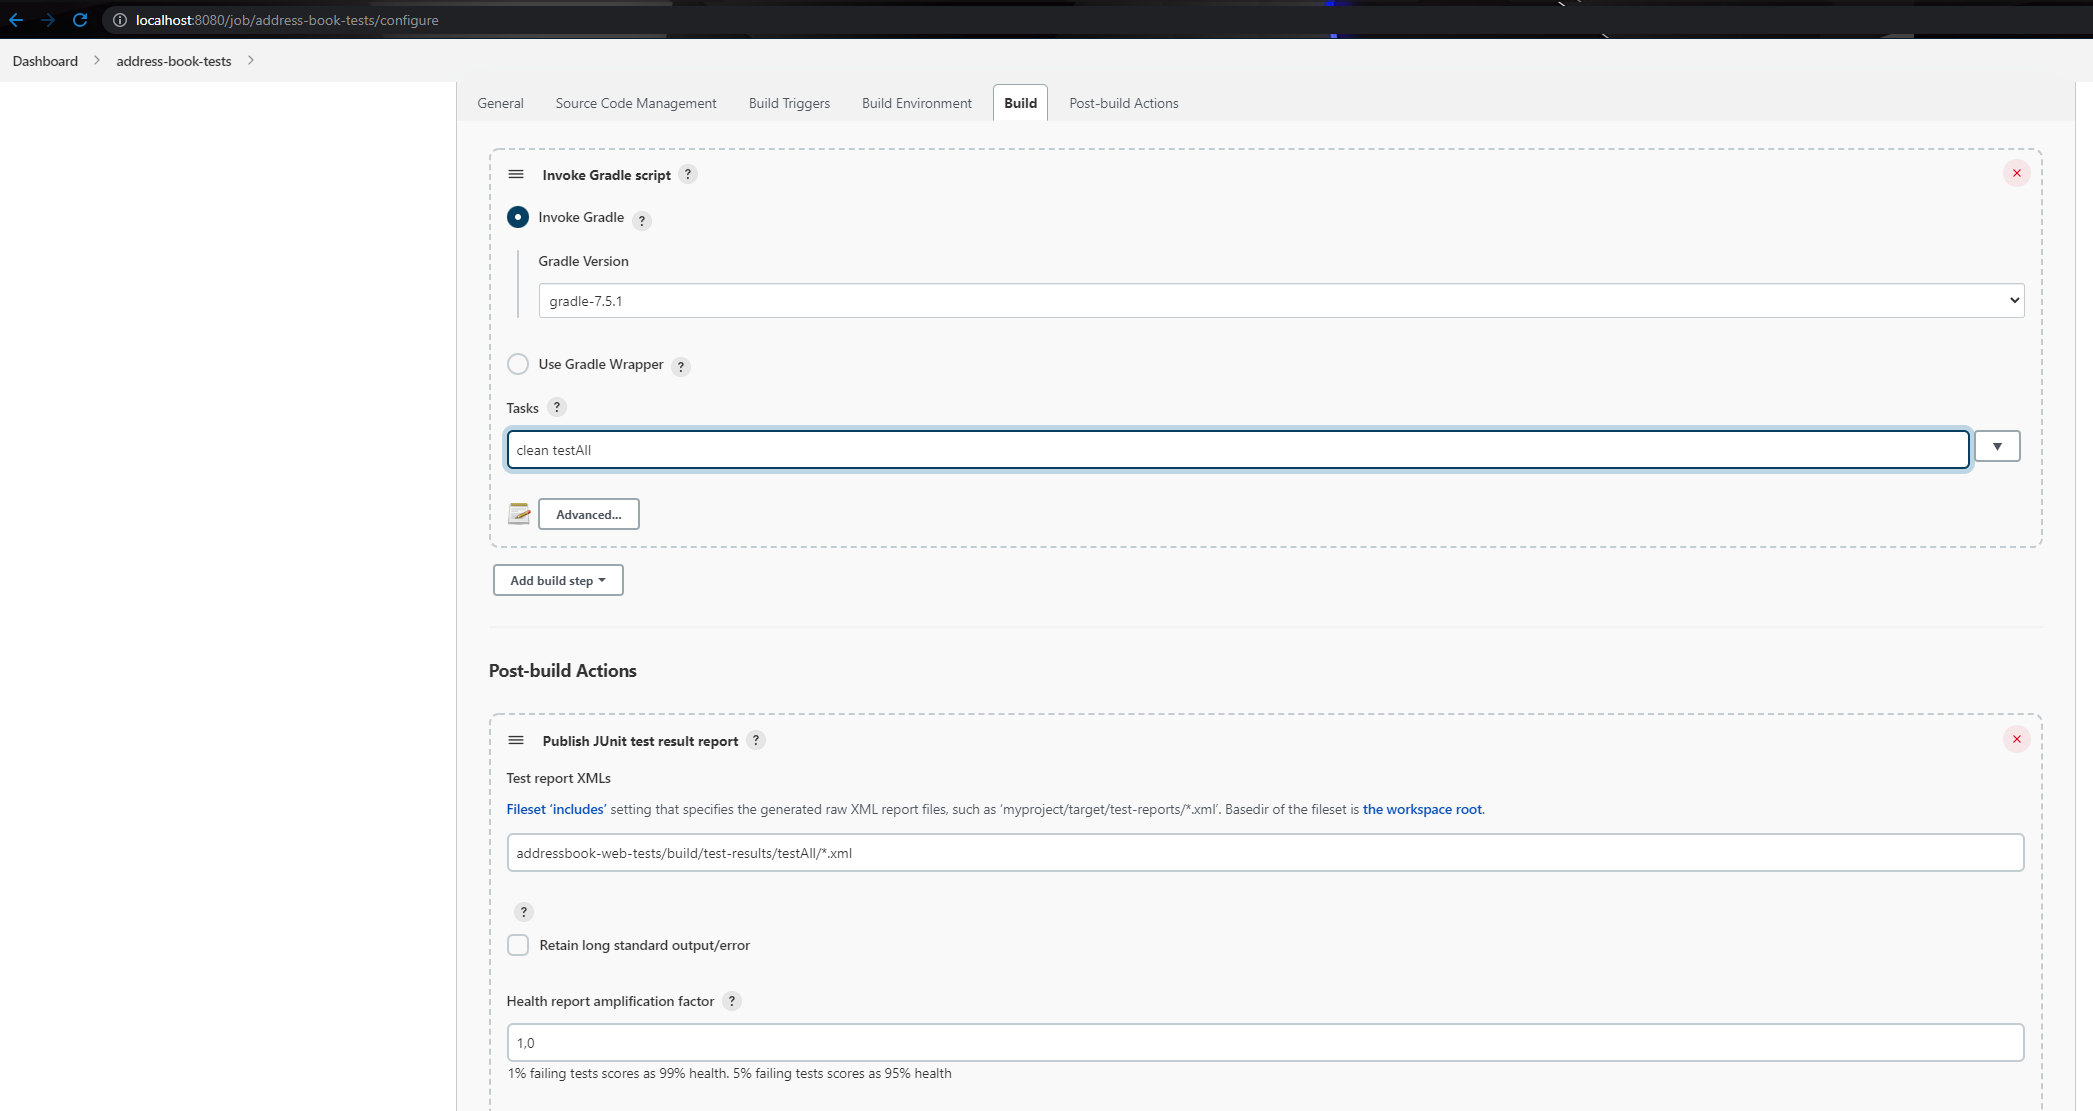 localhost:8080/job/address-book-tests/configure
Dashboard address-book-tests
General Source Code Management Build Triggers Build Environment Build Post-build Actions
Invoke Gradle script ?
Invoke Gradle ?
Gradle Version
gradle-7.5.1
Use Gradle Wrapper ?
Tasks ?
clean testAll
Advanced...
Add build step
Post-build Actions
Publish JUnit test result report ?
Test report XMLs
Fileset ‘includes’ setting that specifies the generated raw XML report files, such as ‘myproject/target/test-reports/*.xml’. Basedir of the fileset is the workspace root.
addressbook-web-tests/build/test-results/testAll/*.xml
?
Retain long standard output/error
Health report amplification factor ?
1,0
1% failing tests scores as 99% health. 5% failing tests scores as 95% health